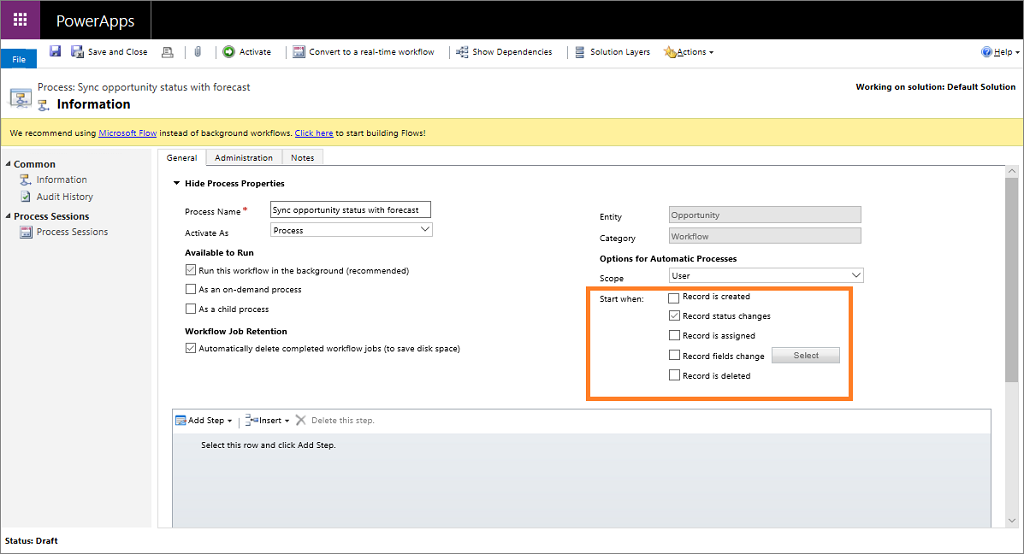 PowerApps
File
Save and Close
Activate
Convert to a real-time workflow
Show Dependencies
Solution Layers
Actions
Help
Process: Sync opportunity status with forecast
Information
Working on solution: Default Solution
We recommend using Microsoft Flow instead of background workflows. Click here to start building Flows!
Common
Information
Audit History
Process Sessions
Process Sessions
General
Administration
Notes
Hide Process Properties
Process Name *
Sync opportunity status with forecast
Activate As
Process
Available to Run
Run this workflow in the background (recommended)
As an on-demand process
As a child process
Workflow Job Retention
Automatically delete completed workflow jobs (to save disk space)
Entity
Opportunity
Category
Workflow
Options for Automatic Processes
Scope
User
Start when:
Record is created
Record status changes
Record is assigned
Record fields change
Select
Record is deleted
Add Step
Insert
Delete this step.
Select this row and click Add Step.
Status: Draft